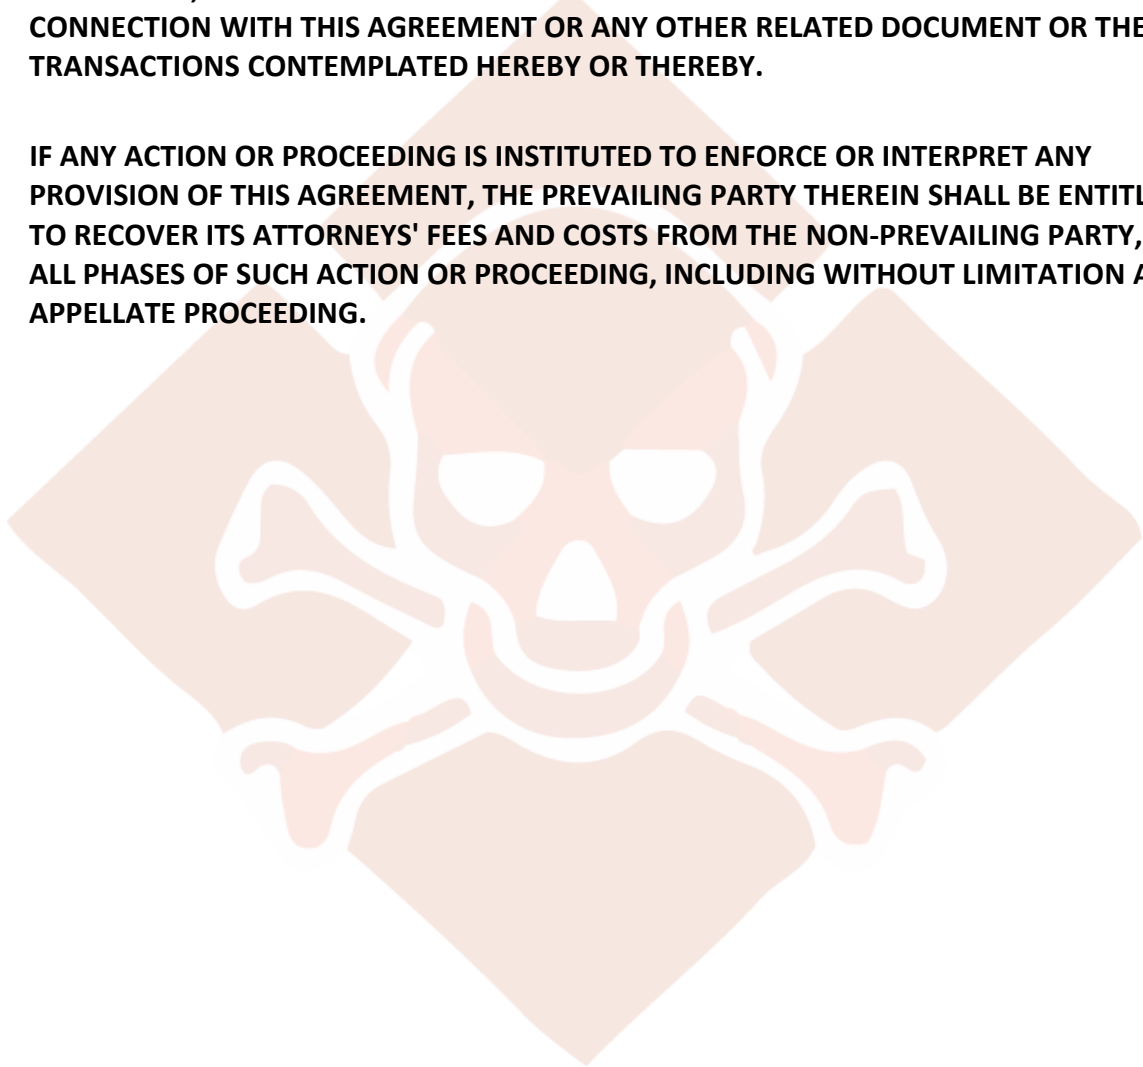 CONNECTION WITH THIS AGREEMENT OR ANY OTHER RELATED DOCUMENT OR THE
TRANSACTIONS CONTEMPLATED HEREBY OR THEREBY.
IF ANY ACTION OR PROCEEDING IS INSTITUTED TO ENFORCE OR INTERPRET ANY
PROVISION OF THIS AGREEMENT, THE PREVAILING PARTY THEREIN SHALL BE
TO RECOVER ITS ATTORNEYS' FEES AND COSTS FROM THE NON-PREVAILING PARTY,
ALL PHASES OF SUCH ACTION OR PROCEEDING, INCLUDING WITHOUT LIMITATION
APPELLATE PROCEEDING.